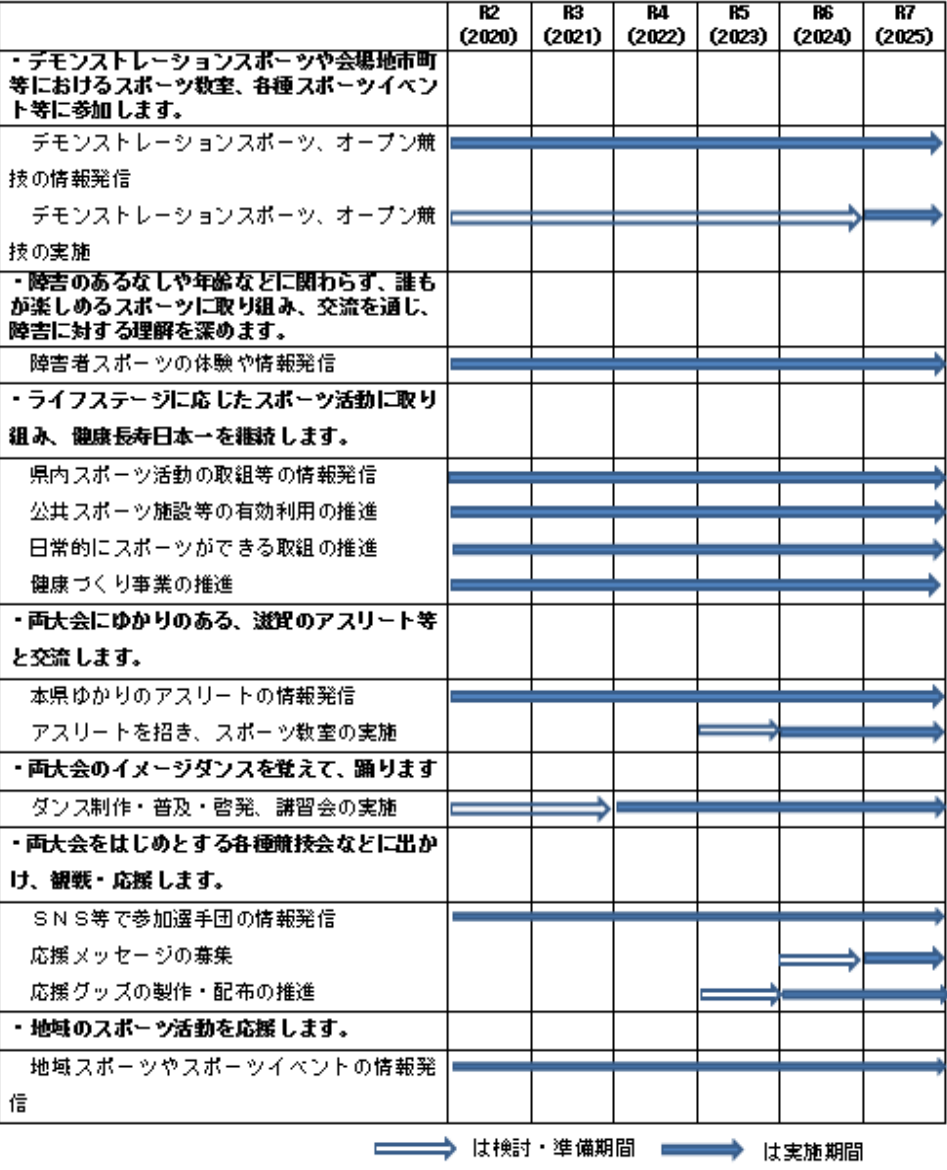 R2 R3 R4 R5 R6 R7
(2020) (2021) (2022) (2023) (2024) (2025)
・デモンストレーションスポーツや会場地市町
等におけるスポーツ教室、各種スポーツイベン
ト等に参加します。
デモンストレーションスポーツ、オープン競
技の情報発信
デモンストレーションスポーツ、オープン競
技の実施
・障害のあるなしや年齢などに関わらず、誰も
が楽しめるスポーツに取り組み、交流を通じ、
障害に対する理解を深めます。
障害者スポーツの体験や情報発信
・ライフステージに応じたスポーツ活動に取り
組み、健康長寿日本一を継続します。
県内スポーツ活動の取組等の情報発信
公共スポーツ施設等の有効利用の推進
日常的にスポーツができる取組の推進
健康づくり事業の推進
・両大会にゆかりのある、滋賀のアスリート等
と交流します。
本県ゆかりのアスリートの情報発信
アスリートを招き、スポーツ教室の実施
・両大会のイメージダンスを覚えて、踊ります
ダンス制作・普及・啓発、講習会の実施
・両大会をはじめとする各種競技会などに出か
け、観戦・応援します。
ＳＮＳ等で参加選手団の情報発信
応援メッセージの募集
応援グッズの製作・配布の推進
・地域のスポーツ活動を応援します。
地域スポーツやスポーツイベントの情報発
信
は検討・準備期間 は実施期間